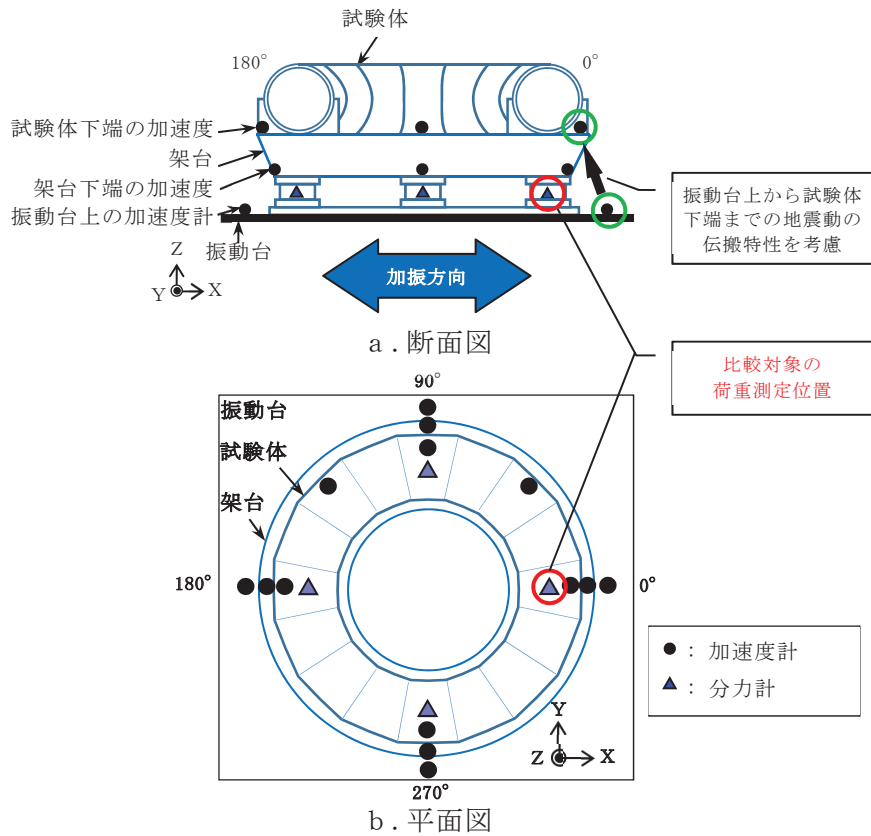 試験体
180°
0°
試験体下端の加速度
架台
架台下端の加速度
振動台上の加速度計
振動台
Z
Y
X
加振方向
振動台上から試験体
下端までの地震動の
伝搬特性を考慮
a.断面図
比較対象の
荷重測定位置
90°
振動台
試験体
架台
180°
0°
●:加速度計
▲:分力計
Y
Z
X
270°
b.平面図